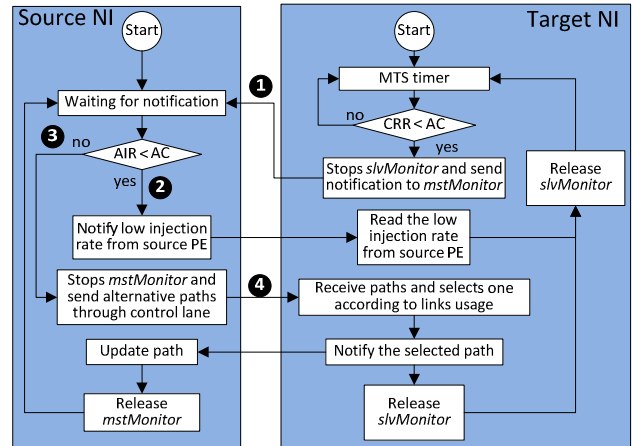 Source NI
Start
Waiting for notification
3
no
AIR < AC
yes
2
Notify low injection
rate from source PE
Stops mstMonitor and
send alternative paths
through control lane
Update path
Release
mstMonitor
1
4
Target NI
Start
MTS timer
no
CRR < AC
yes
Stops slvMonitor and send
notification to mstMonitor
Release
slvMonitor
Read the low
injection rate
from source PE
Receive paths and selects one
according to links usage
Notify the selected path
Release
slvMonitor